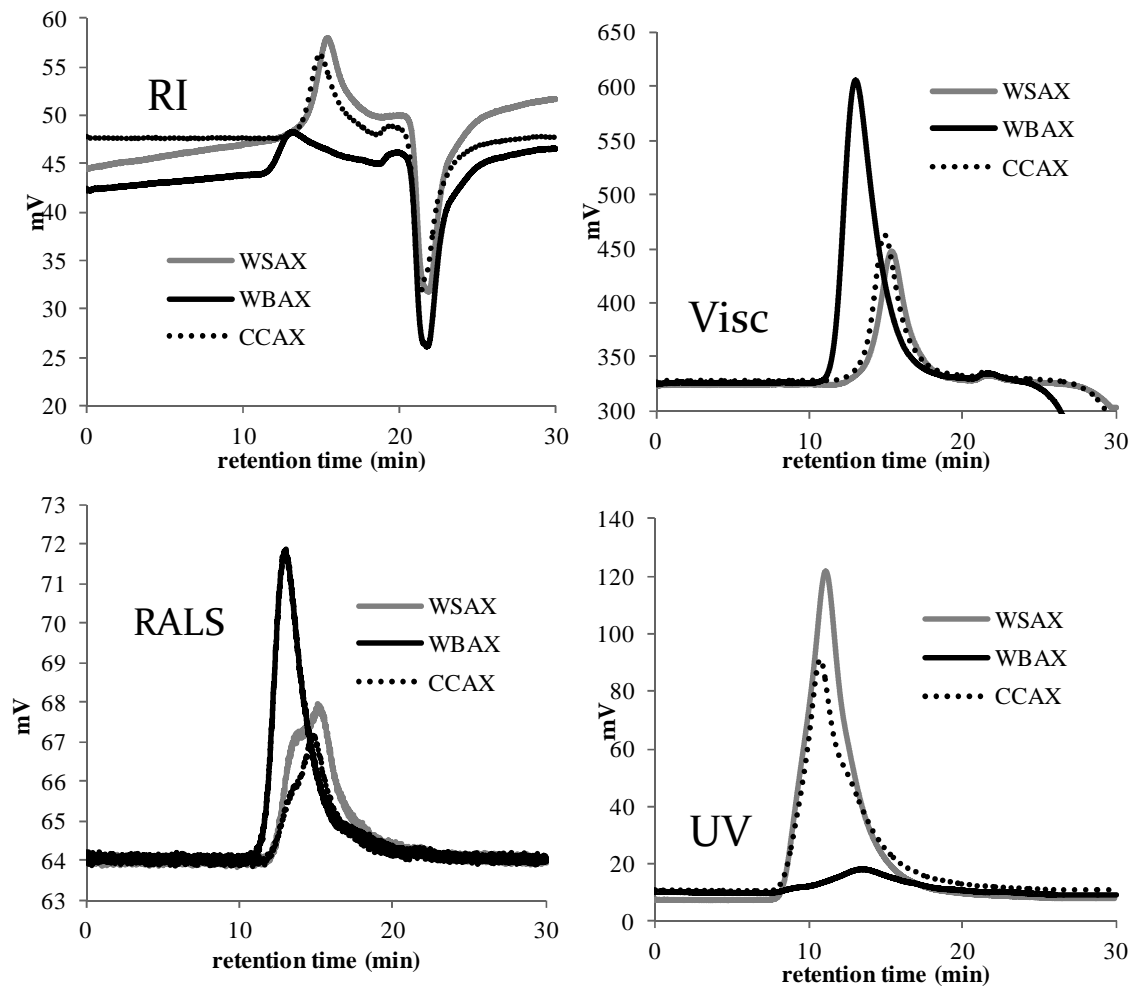 60
55
50
45
40
35
30
25
20
mV
RI
WSAX
WBAX
CCAX
0 10 20 30
retention time (min)
650
600
550
500
450
400
350
300
mV
Visc
WSAX
WBAX
CCAX
0 10 20 30
retention time (min)
73
72
71
70
69
68
67
66
65
64
63
mV
RALS
WSAX
WBAX
CCAX
0 10 20 30
retention time (min)
140
120
100
80
60
40
20
0
mV
UV
WSAX
WBAX
CCAX
0 10 20 30
retention time (min)